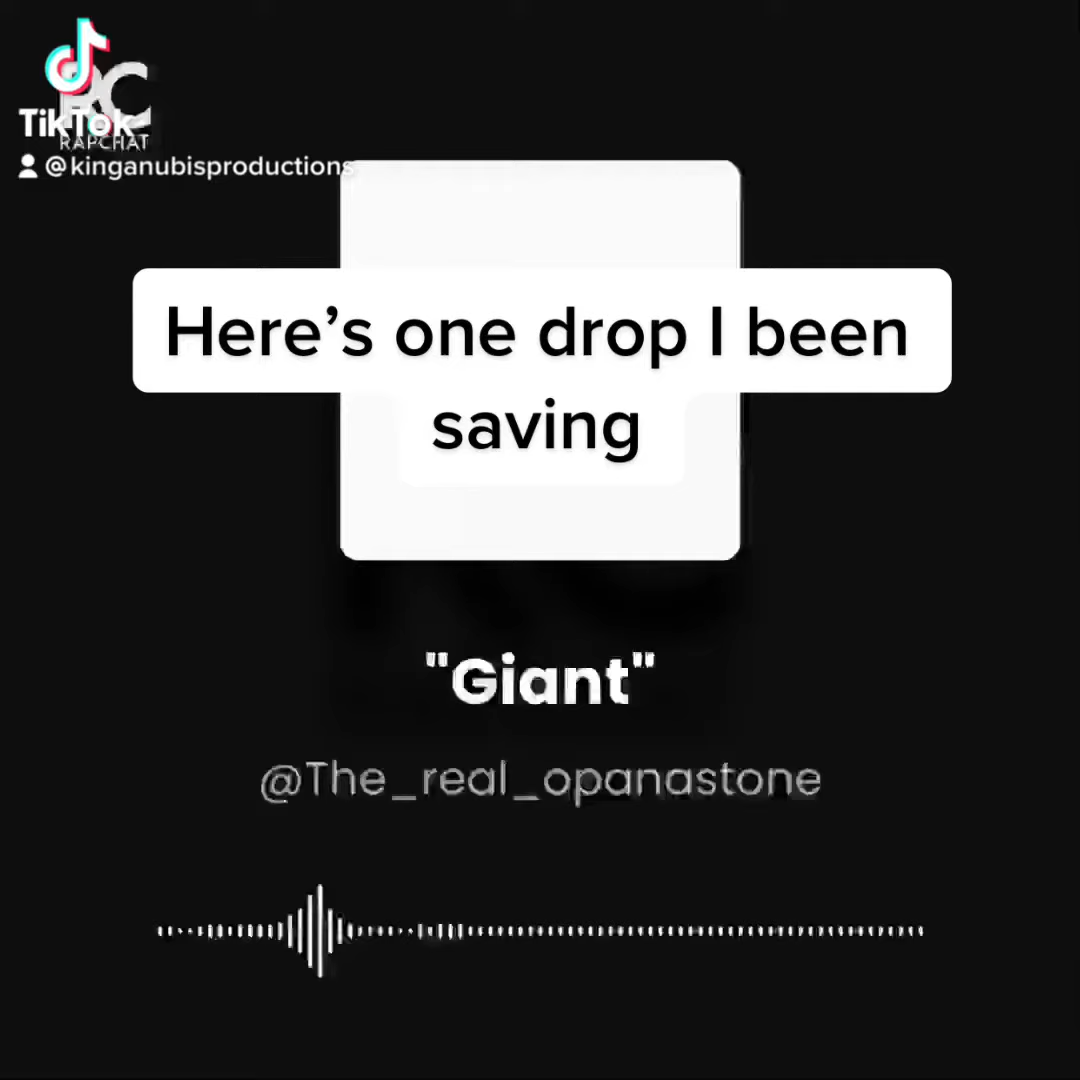 TikTok
RAPCHAT
@kinganubisproductions
Here’s one drop I been
saving
"Giant"
@The_real_opanastone